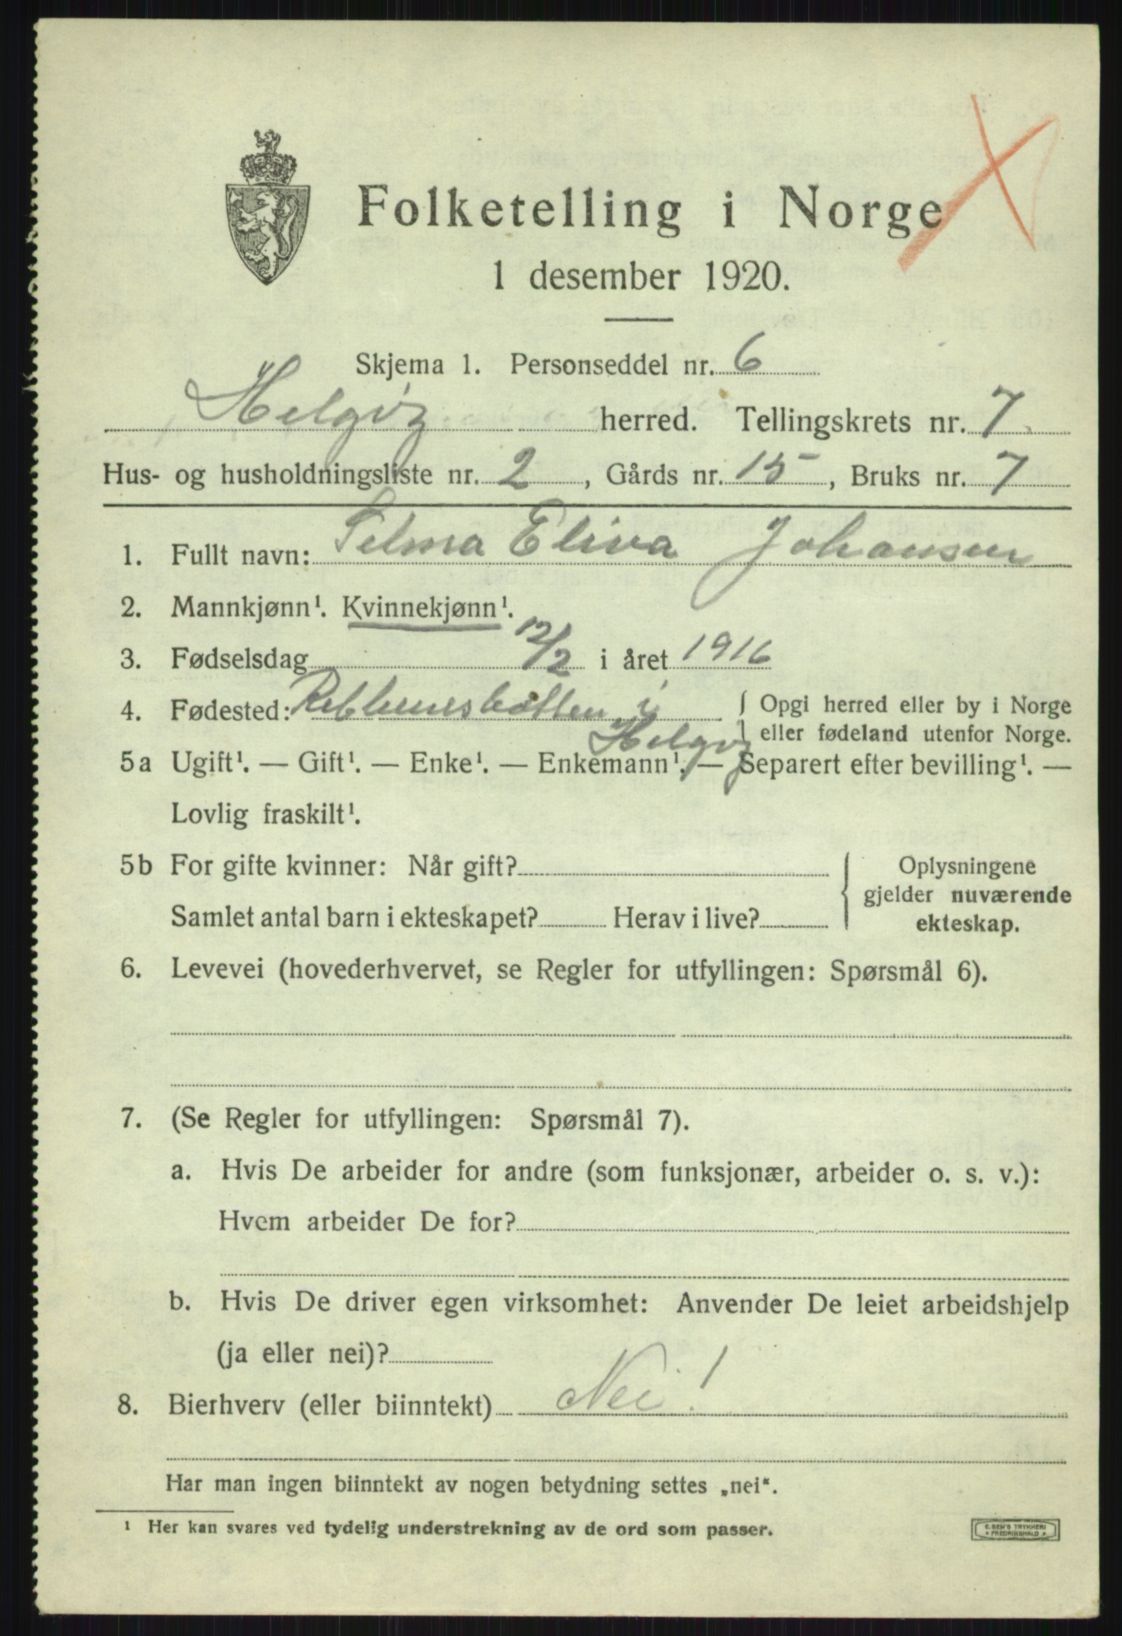 Folketelling i Norge
1 desember 1920.
Skjema 1. Personseddel nr. 6
Helgøy herred. Tellingskrets nr. 7
Hus- og husholdningsliste nr. 2, Gårds nr. 15, Bruks nr. 7
1. Fullt navn: Selma Eliva Johansen
2. Mannkjønn¹. Kvinnekjønn¹.
3. Fødselsdag 12/2 i året 1916
4. Fødested: i Helgøy { Opgi herred eller by i Norge
eller fødeland utenfor Norge.
5a Ugift¹. — Gift¹. — Enke¹. — Enkemann¹. — Separert efter bevilling¹. —
Lovlig fraskilt¹.
5b For gifte kvinner: Når gift? { Oplysningene
gjelder nuværende
Samlet antal barn i ekteskapet? Herav i live? ekteskap.
6. Levevei (hovederhvervet, se Regler for utfyllingen: Spørsmål 6).
7. (Se Regler for utfyllingen: Spørsmål 7).
a. Hvis De arbeider for andre (som funksjonær, arbeider o. s. v.):
Hvem arbeider De for?
b. Hvis De driver egen virksomhet: Anvender De leiet arbeidshjelp
(ja eller nei)?
8. Bierhverv (eller biinntekt) Nei!
Har man ingen biinntekt av nogen betydning settes „nei".
¹ Her kan svares ved tydelig understrekning av de ord som passer.